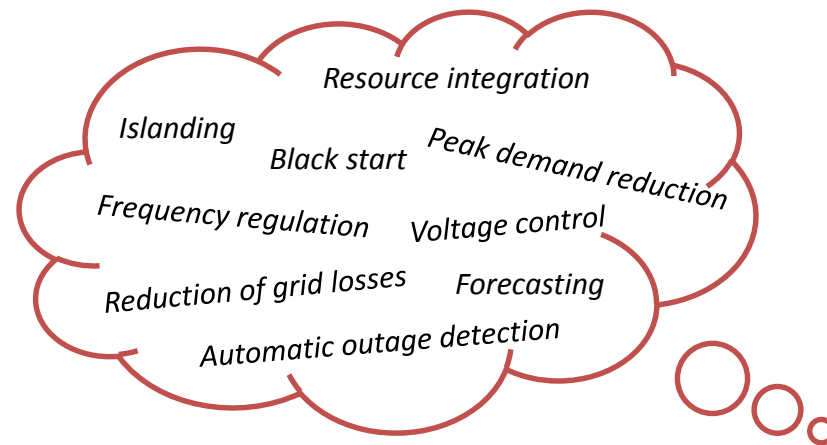 Resource integration
Islanding
Black start
Peak demand reduction
Frequency regulation
Voltage control
Reduction of grid losses
Forecasting
Automatic outage detection